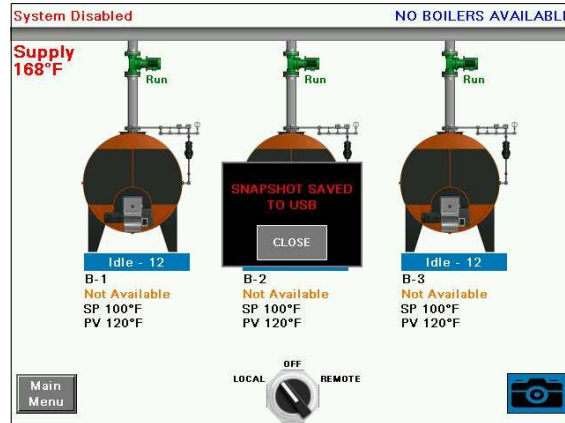 System Disabled
NO BOILERS AVAILABLE
Supply
168°F
Run
Run
Run
SNAPSHOT SAVED
TO USB
CLOSE
Idle - 12
Idle - 12
B-1
B-2
B-3
Not Available
Not Available
Not Available
SP 100°F
SP 100°F
SP 100°F
PV 120°F
PV 120°F
PV 120°F
OFF
LOCAL
REMOTE
Main
Menu